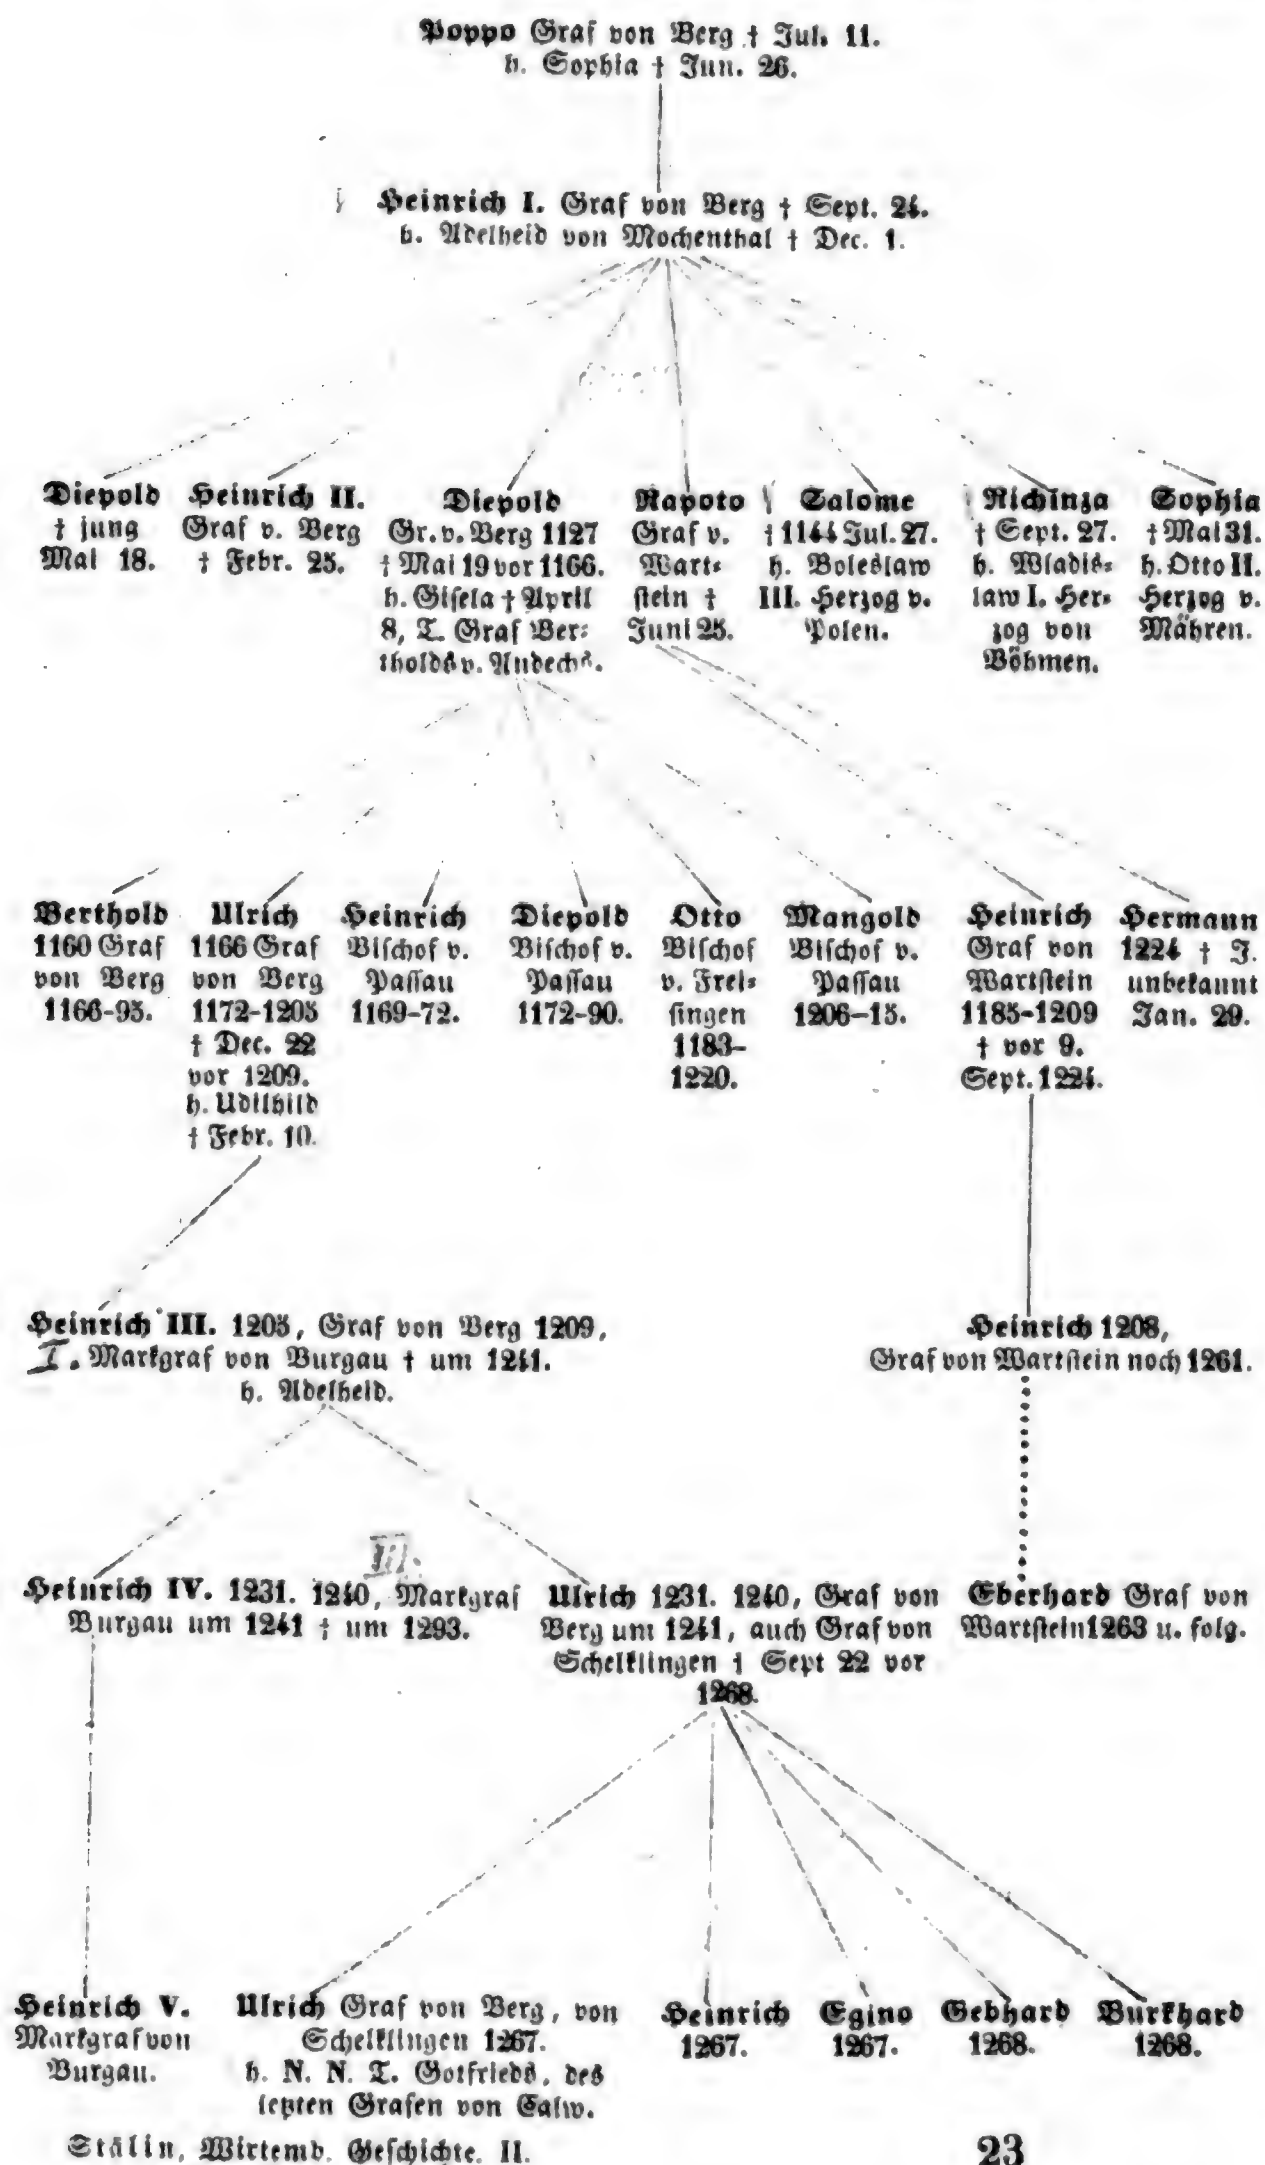 Poppo Graf von Berg † Jul. 11.
h. Sophia † Jun. 26.
Heinrich I. Graf von Berg † Sept. 24.
h. Adelheid von Mochenthal † Dec. 1.
Diepold
† jung
Mai 18.
Heinrich II.
Graf v. Berg
† Febr. 25.
Diepold
Gr. v. Berg 1127
† Mai 19 vor 1166.
h. Gisela † April
8, T. Graf Ber-
tholds v. Andechs.
Rapoto
Graf v.
Wart-
stein †
Juni 25.
Salome
† 1144 Jul. 27.
h. Boleslaw
III. Herzog v.
Polen.
Richinza
† Sept. 27.
h. Wladis-
law I. Her-
zog von
Böhmen.
Sophia
† Mai 31.
h. Otto II.
Herzog v.
Mähren.
Berthold
1160 Graf
von Berg
1166-95.
Ulrich
1166 Graf
von Berg
1172-1205
† Dec. 22
vor 1209.
h. Udilhild
† Febr. 10.
Heinrich
Bischof v.
Passau
1169-72.
Diepold
Bischof v.
Passau
1172-90.
Otto
Bischof
v. Frei-
singen
1183-
1220.
Mangold
Bischof v.
Passau
1206-15.
Heinrich
Graf von
Wartstein
1185-1209
† vor 9.
Sept. 1224.
Hermann
1224 † J.
unbekannt
Jan. 29.
Heinrich III. 1205, Graf von Berg 1209,
I. Markgraf von Burgau † um 1241.
h. Adelheid.
Heinrich 1208,
Graf von Wartstein noch 1261.
II.
Heinrich IV. 1231. 1240, Markgraf
Burgau um 1241 † um 1293.
Ulrich 1231. 1240, Graf von
Berg um 1241, auch Graf von
Schelklingen † Sept 22 vor
1268.
Eberhard Graf von
Wartstein 1263 u. folg.
Heinrich V.
Markgraf von
Burgau.
Ulrich Graf von Berg, von
Schelklingen 1267.
h. N. N. T. Gotfrieds, des
letzten Grafen von Calw.
Heinrich
1267.
Egino
1267.
Gebhard
1268.
Burkhard
1268.
Stälin, Wirtemb. Geschichte. II.
23